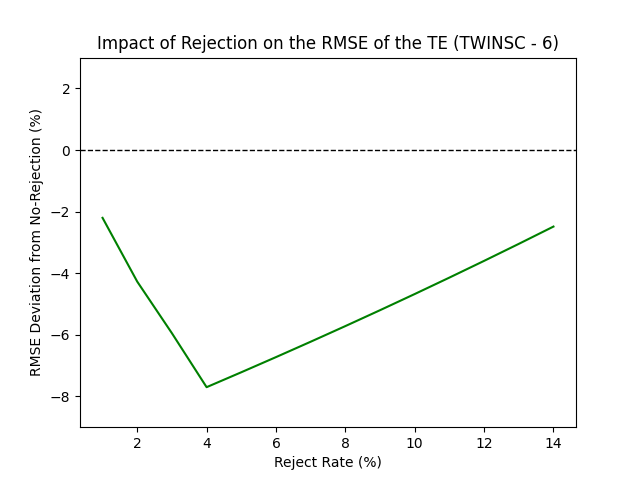 Impact of Rejection on the RMSE of the TE (TWINSC - 6)
RMSE Deviation from No-Rejection (%)
2
0
−2
−4
−6
−8
2 4 6 8 10 12 14
Reject Rate (%)